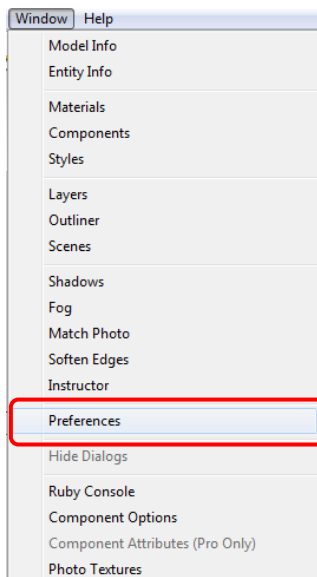 Window Help
Model Info
Entity Info
Materials
Components
Styles
Layers
Outliner
Scenes
Shadows
Fog
Match Photo
Soften Edges
Instructor
Preferences
Hide Dialogs
Ruby Console
Component Options
Component Attributes (Pro Only)
Photo Textures